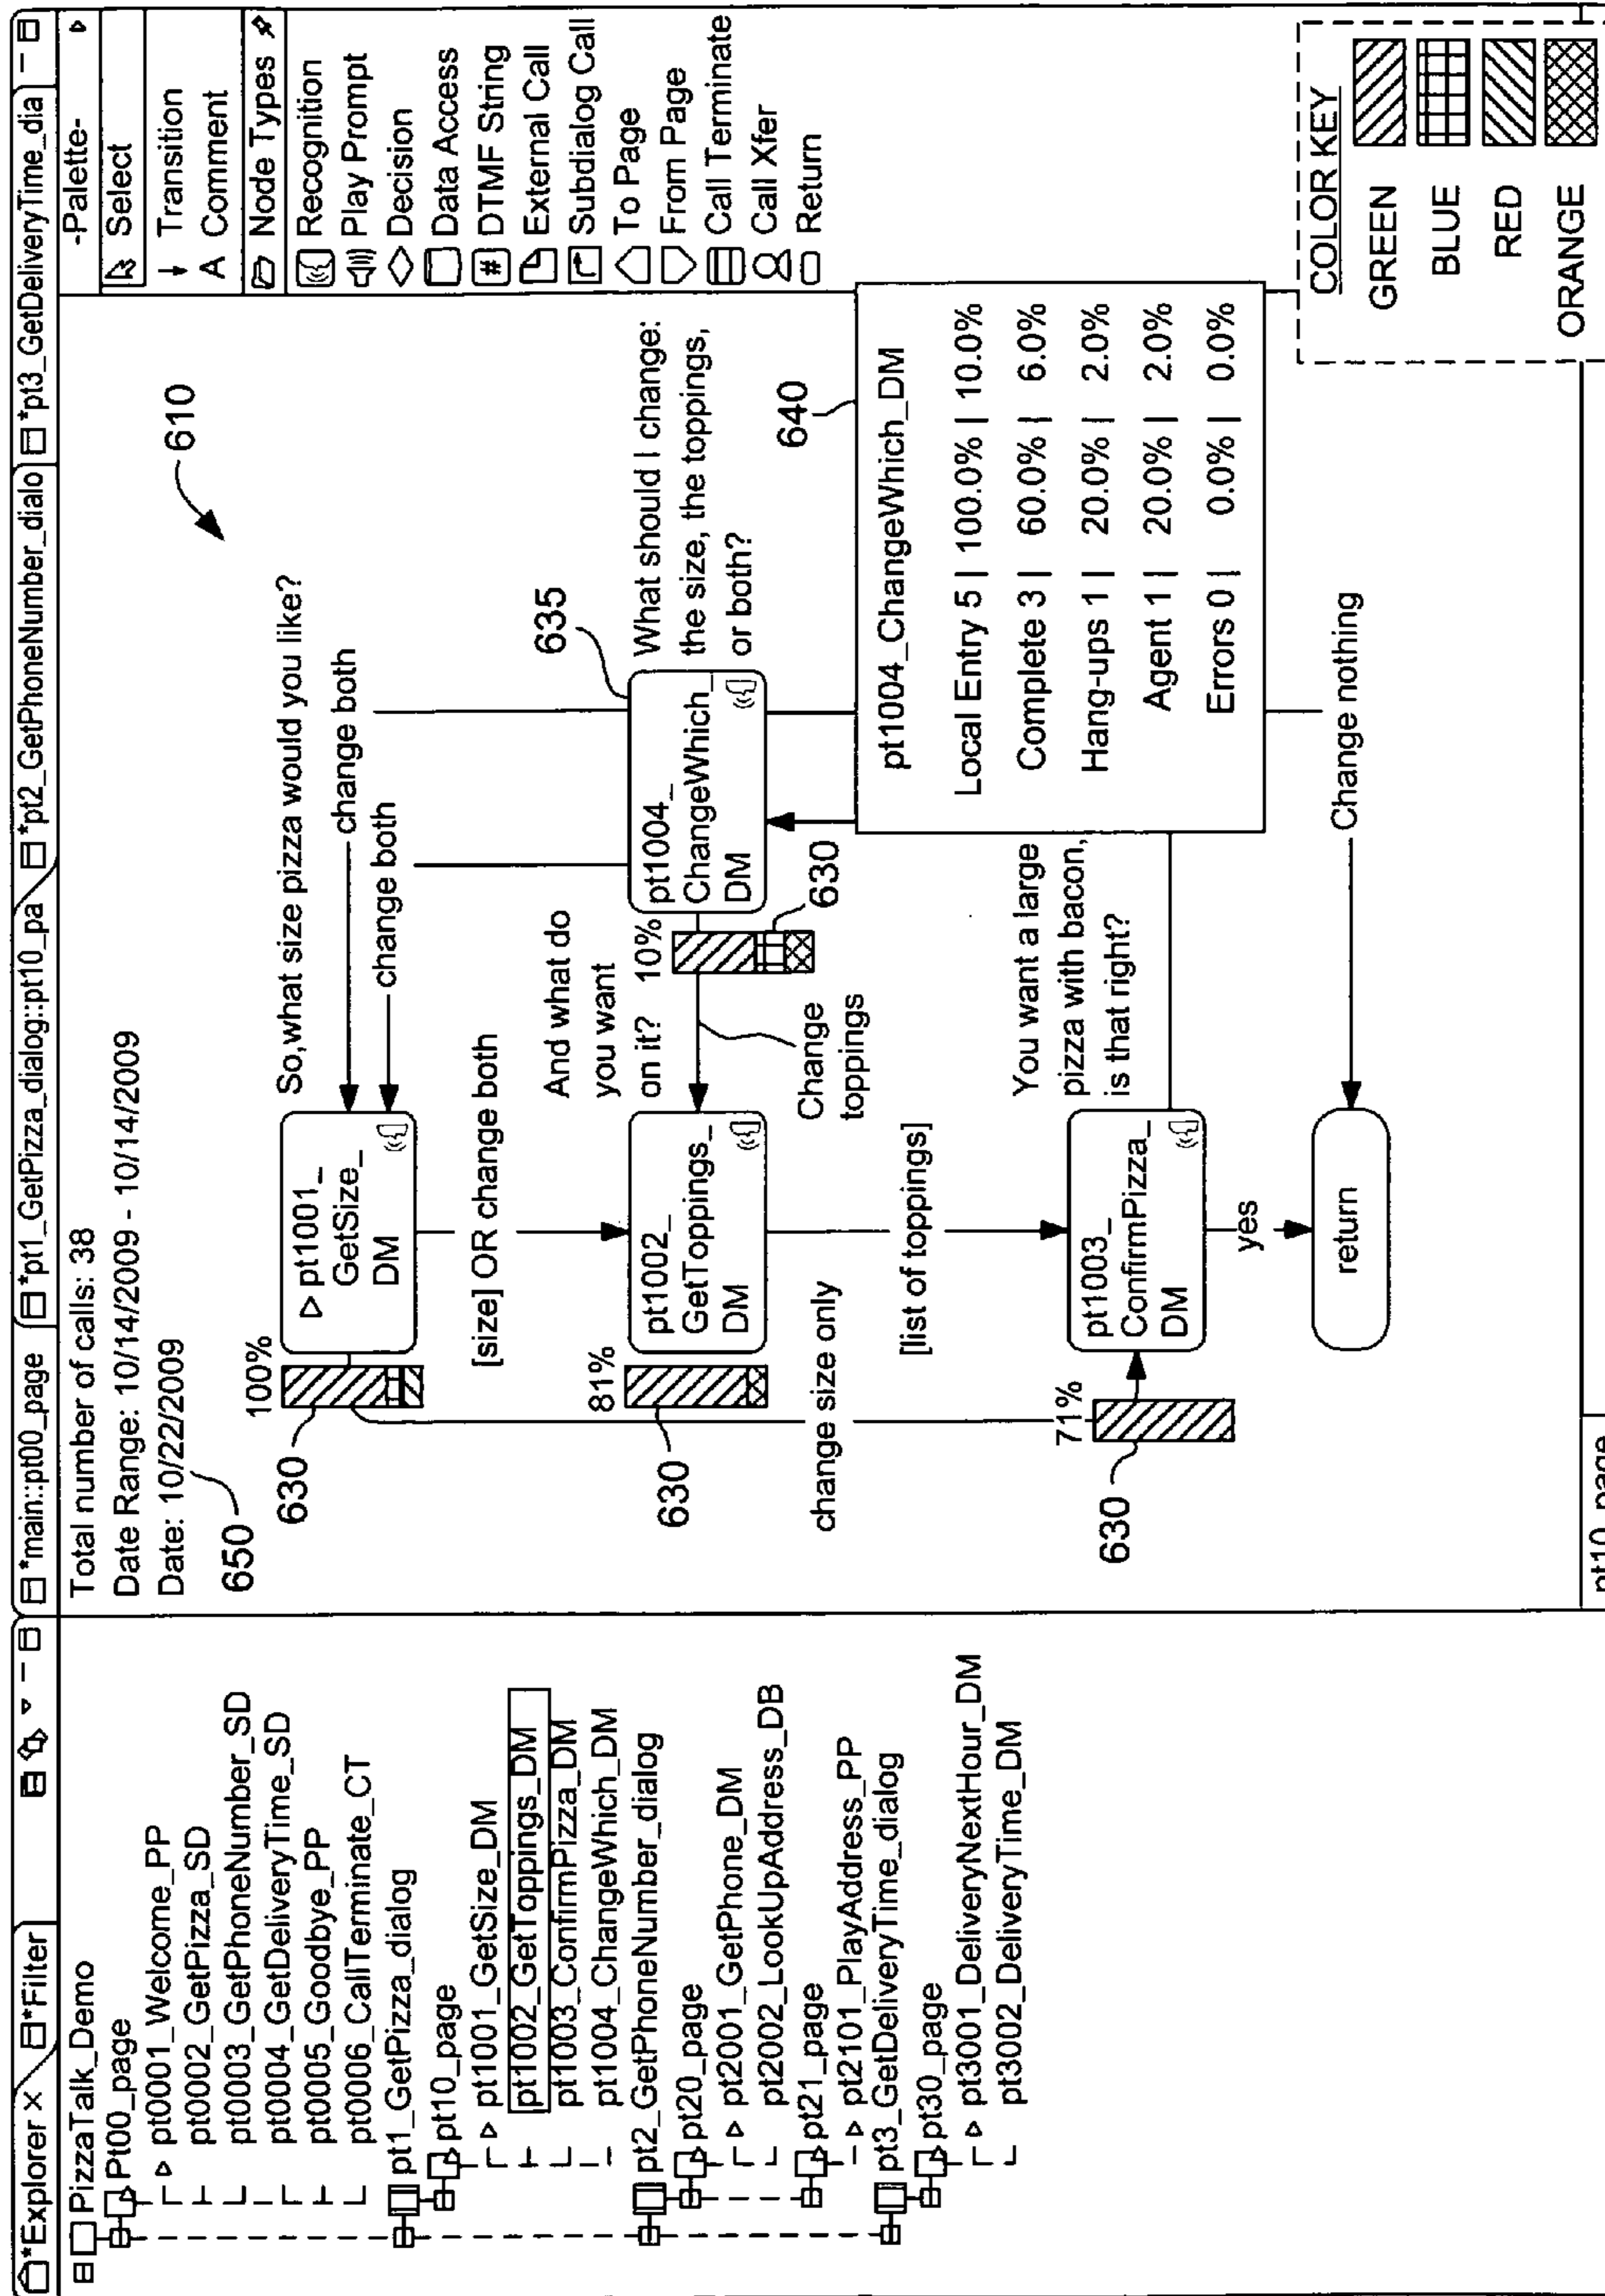 *Explorer × *Filter
PizzaTalk_Demo
Pt00_page
pt0001_Welcome_PP
pt0002_GetPizza_SD
pt0003_GetPhoneNumber_SD
pt0004_GetDeliveryTime_SD
pt0005_Goodbye_PP
pt0006_CallTerminate_CT
pt1_GetPizza_dialog
pt10_page
pt1001_GetSize_DM
pt1002_GetToppings_DM
pt1003_ConfirmPizza_DM
pt1004_ChangeWhich_DM
pt2_GetPhoneNumber_dialog
pt20_page
pt2001_GetPhone_DM
pt2002_LookUpAddress_DB
pt21_page
pt2101_PlayAddress_PP
pt3_GetDeliveryTime_dialog
pt30_page
pt3001_DeliveryNextHour_DM
pt3002_DeliveryTime_DM
*main::pt00_page *pt1_GetPizza_dialog::pt10_pa *pt2_GetPhoneNumber_dialo *pt3_GetDeliveryTime_dia
Total number of calls: 38
Date Range: 10/14/2009 - 10/14/2009
Date: 10/22/2009
650
610
So,what size pizza would you like?
100%
630
pt1001_
GetSize_
DM
change both
change both
[size] OR change both
635
And what do
you want
on it?
10%
630
pt1004_
ChangeWhich_
DM
What should I change:
the size, the toppings,
or both?
81%
630
pt1002_
GetToppings_
DM
Change
toppings
640
change size only
[list of toppings]
pt1004_ChangeWhich_DM
Local Entry 5 | 100.0% | 10.0%
Complete 3 | 60.0% | 6.0%
Hang-ups 1 | 20.0% | 2.0%
Agent 1 | 20.0% | 2.0%
Errors 0 | 0.0% | 0.0%
You want a large
pizza with bacon,
is that right?
71%
630
pt1003_
ConfirmPizza_
DM
yes
return
Change nothing
pt10_page
-Palette-
Select
Transition
A Comment
Node Types
Recognition
Play Prompt
Decision
Data Access
# DTMF String
External Call
Subdialog Call
To Page
From Page
Call Terminate
Call Xfer
Return
COLOR KEY
GREEN
BLUE
RED
ORANGE